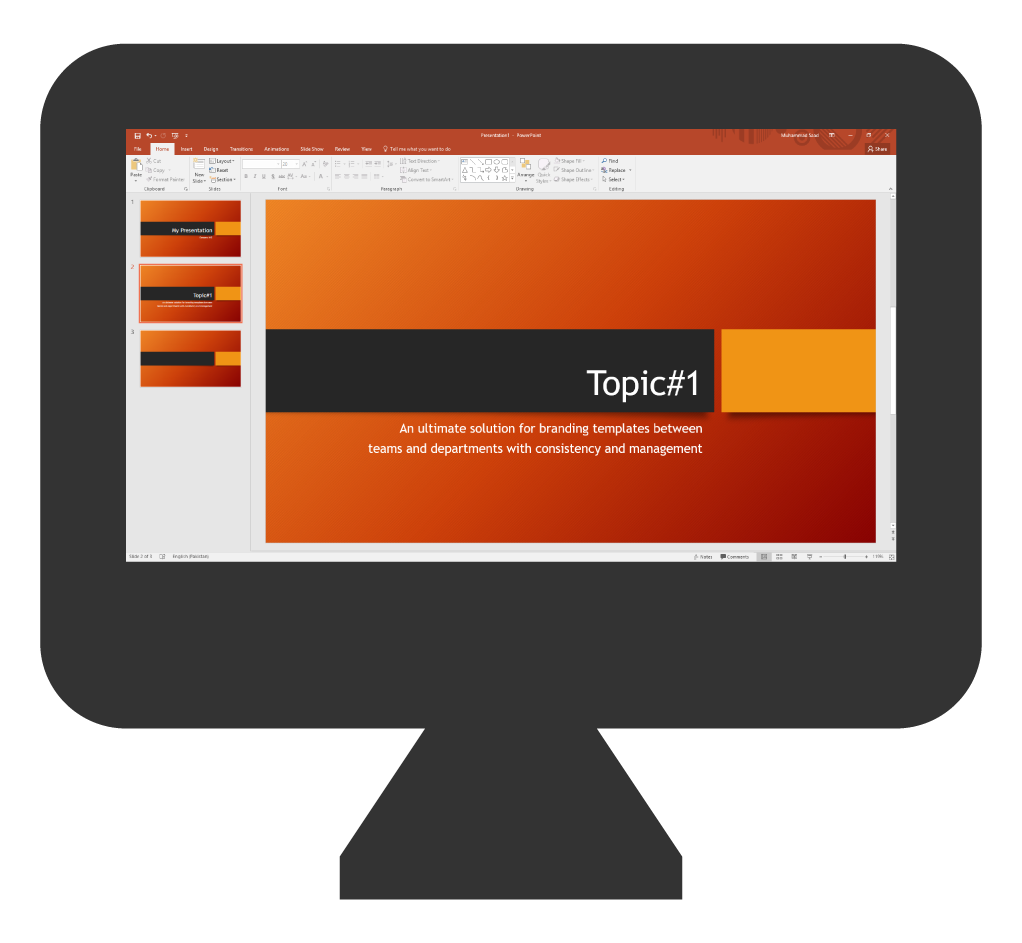 Presentation1 - PowerPoint
Muhammad Saad
File Home Insert Design Transitions Animations Slide Show Review View Tell me what you want to do
Share
Paste
Cut
Copy
Format Painter
Clipboard
New
Slide
Layout
Reset
Section
Slides
Font
Text Direction
Align Text
Convert to SmartArt
Paragraph
Arrange
Quick
Styles
Shape Fill
Shape Outline
Shape Effects
Drawing
Find
Replace
Select
Editing
1
My Presentation
2
Topic#1
3
Topic#1
An ultimate solution for branding templates between
teams and departments with consistency and management
Slide 2 of 3 English (Pakistan)
Notes Comments